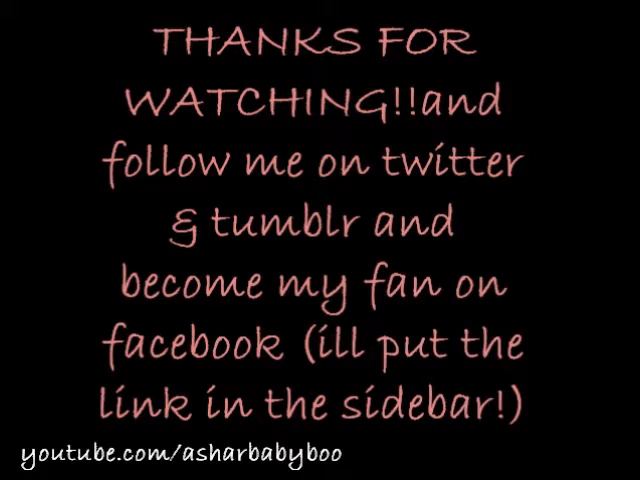 THANKS FOR
WATCHING!!and
follow me on twitter
& tumblr and
become my fan on
facebook (ill put the
link in the sidebar!)
youtube.com/asharbabyboo